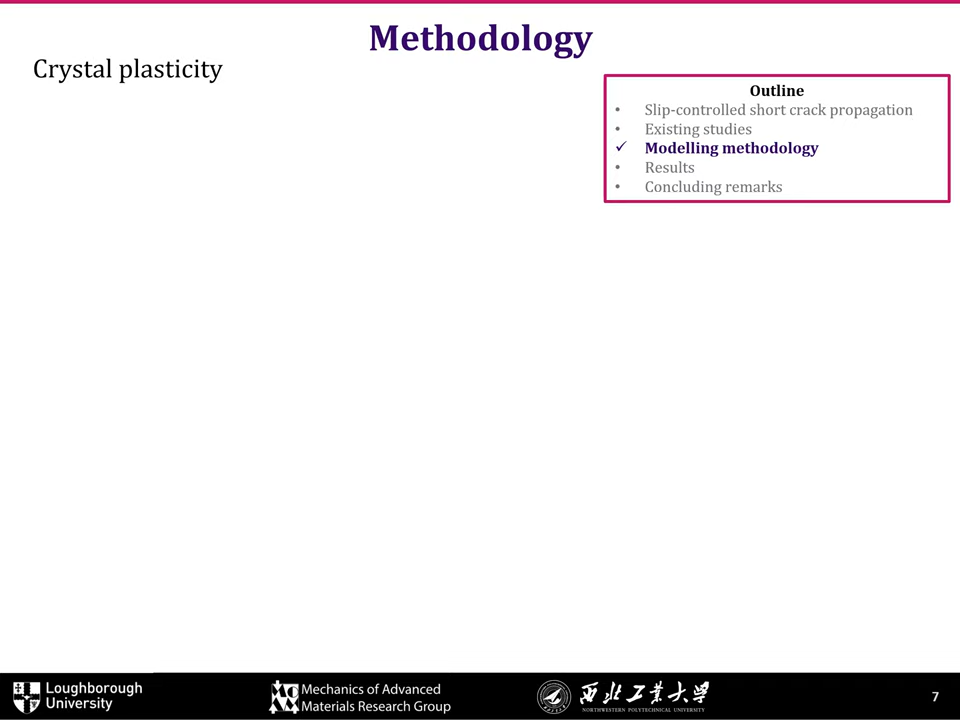 Methodology
Crystal plasticity
Outline
• Slip-controlled short crack propagation
• Existing studies
✓ Modelling methodology
• Results
• Concluding remarks
Loughborough
University
Mechanics of Advanced
Materials Research Group
西北工业大学
NORTHWESTERN POLYTECHNICAL UNIVERSITY
7